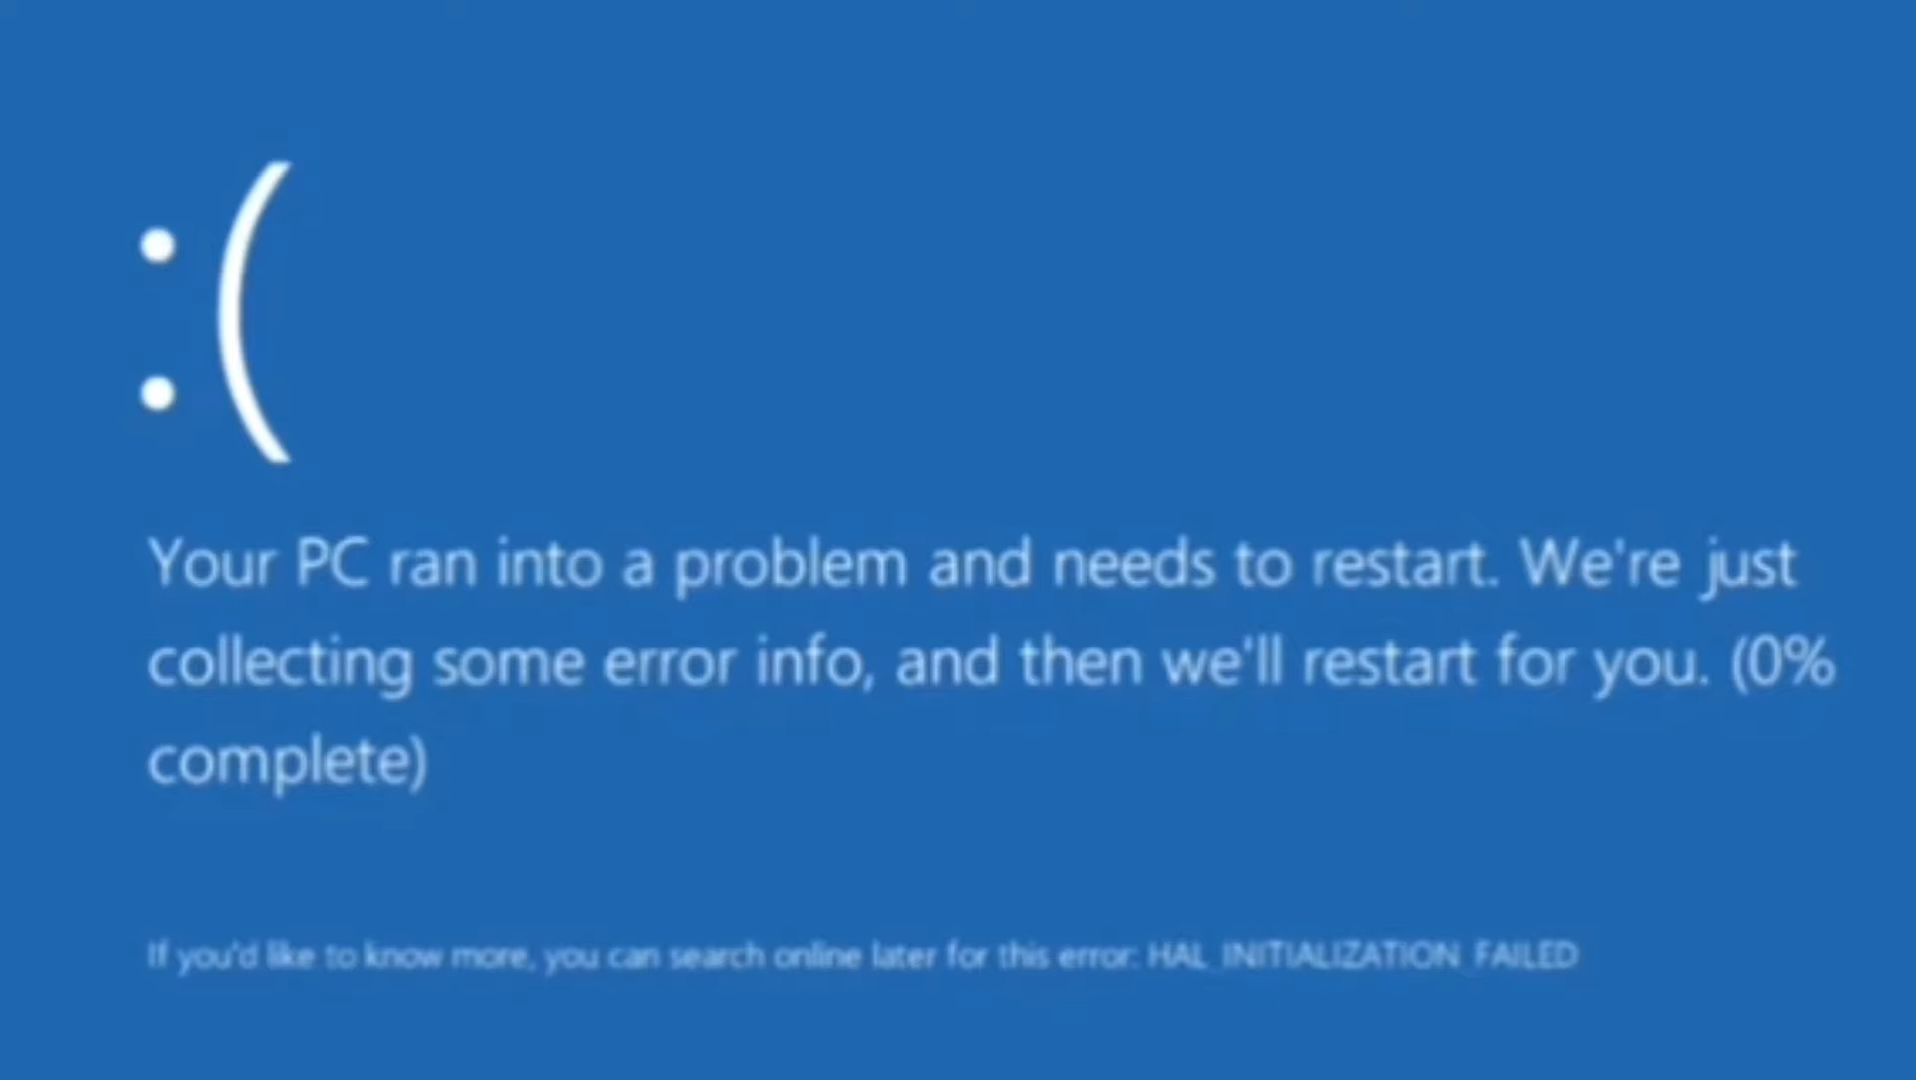 :(
Your PC ran into a problem and needs to restart. We're just
collecting some error info, and then we'll restart for you. (0%
complete)
If you'd like to know more, you can search online later for this error: HAL_INITIALIZATION_FAILED